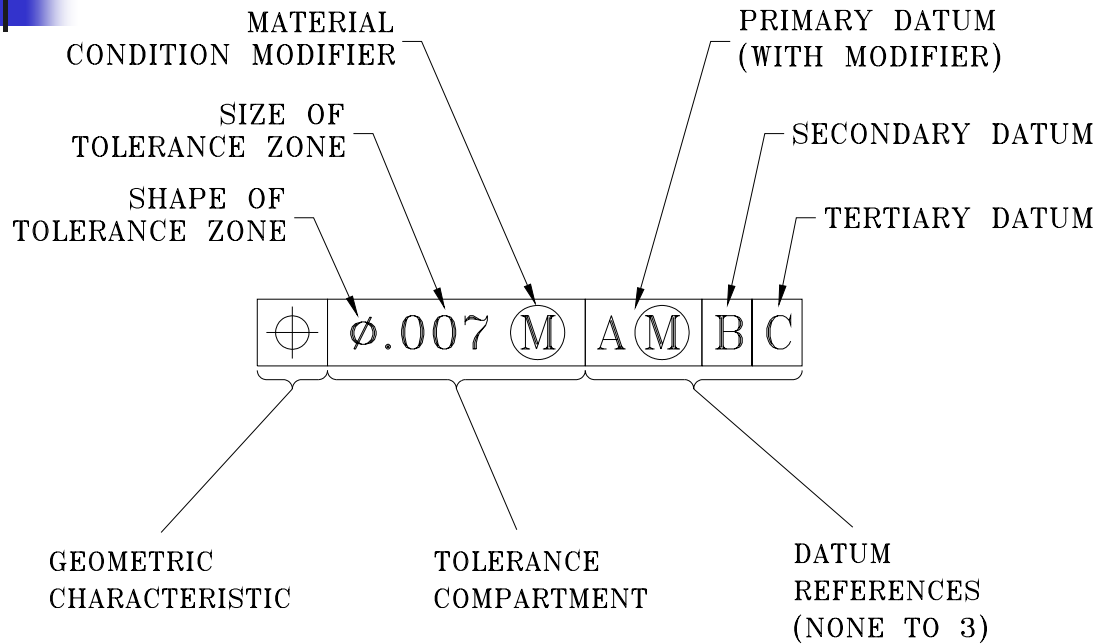 MATERIAL
CONDITION MODIFIER
PRIMARY DATUM
(WITH MODIFIER)
SIZE OF
TOLERANCE ZONE
SECONDARY DATUM
SHAPE OF
TOLERANCE ZONE
TERTIARY DATUM
⌖ ⌀.007 Ⓜ A Ⓜ B C
GEOMETRIC
CHARACTERISTIC
TOLERANCE
COMPARTMENT
DATUM
REFERENCES
(NONE TO 3)